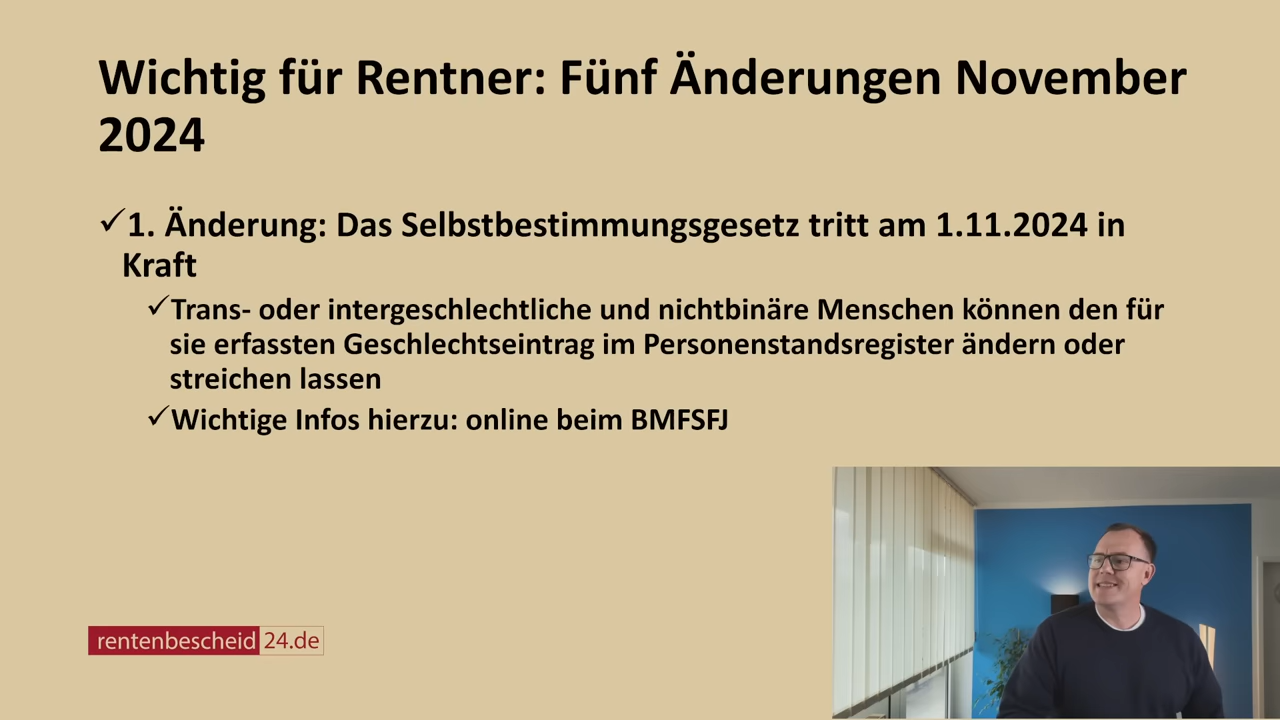 Wichtig für Rentner: Fünf Änderungen November
2024
✓1. Änderung: Das Selbstbestimmungsgesetz tritt am 1.11.2024 in
Kraft
✓Trans- oder intergeschlechtliche und nichtbinäre Menschen können den für
sie erfassten Geschlechtseintrag im Personenstandsregister ändern oder
streichen lassen
✓Wichtige Infos hierzu: online beim BMFSFJ
rentenbescheid 24.de